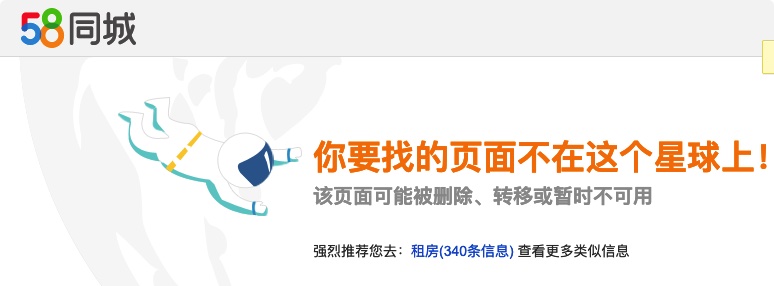 58同城
你要找的页面不在这个星球上！
该页面可能被删除、转移或暂时不可用
强烈推荐您去：租房(340条信息) 查看更多类似信息